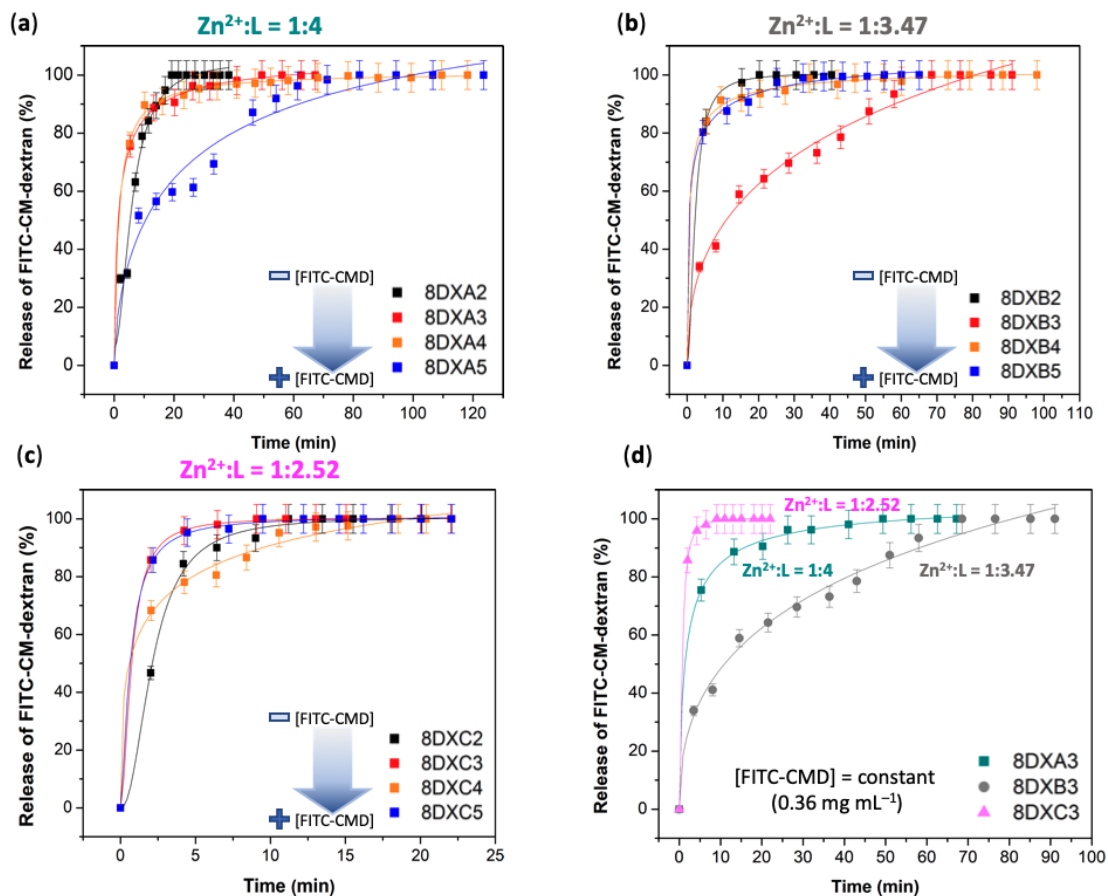 (a)
Zn²⁺:L = 1:4
Release of FITC-CM-dextran (%)
100
80
60
40
20
0
0 20 40 60 80 100 120
Time (min)
[FITC-CMD]
[FITC-CMD]
8DXA2
8DXA3
8DXA4
8DXA5
(b)
Zn²⁺:L = 1:3.47
Release of FITC-CM-dextran (%)
100
80
60
40
20
0
0 10 20 30 40 50 60 70 80 90 100 110
Time (min)
[FITC-CMD]
[FITC-CMD]
8DXB2
8DXB3
8DXB4
8DXB5
(c)
Zn²⁺:L = 1:2.52
Release of FITC-CM-dextran (%)
100
80
60
40
20
0
0 5 10 15 20 25
Time (min)
[FITC-CMD]
[FITC-CMD]
8DXC2
8DXC3
8DXC4
8DXC5
(d)
Release of FITC-CM-dextran (%)
100
80
60
40
20
0
0 10 20 30 40 50 60 70 80 90 100
Time (min)
Zn²⁺:L = 1:2.52
Zn²⁺:L = 1:4
Zn²⁺:L = 1:3.47
[FITC-CMD] = constant
(0.36 mg mL⁻¹)
8DXA3
8DXB3
8DXC3